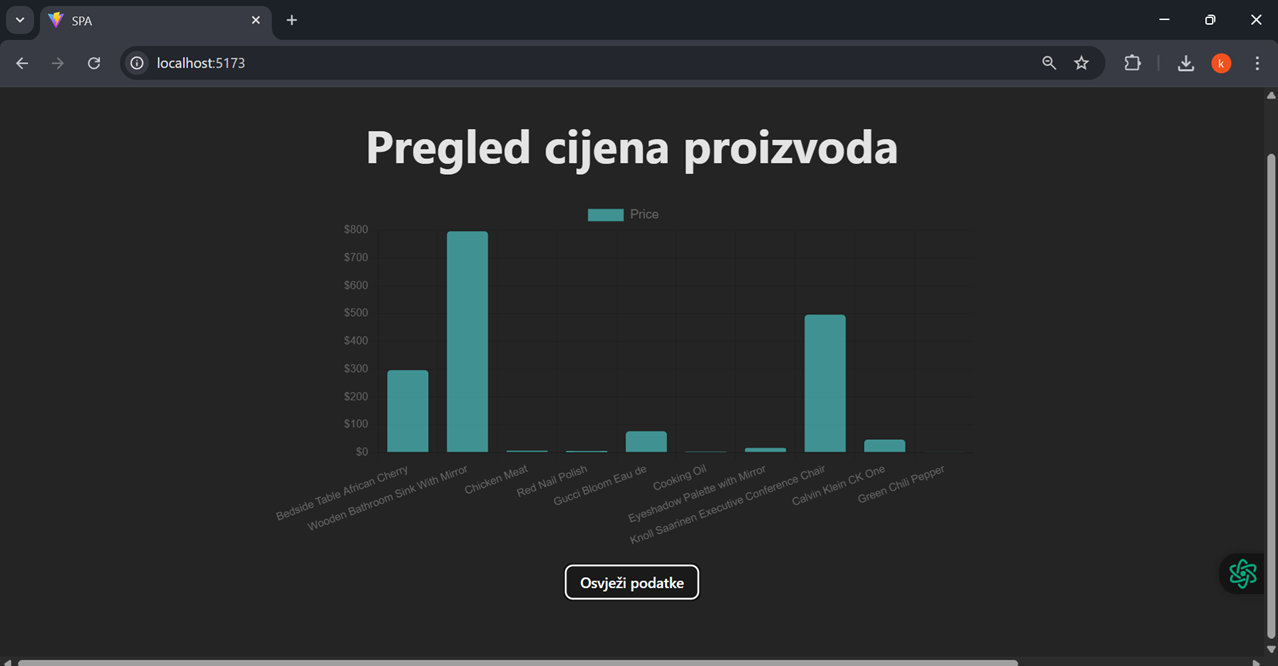 SPA
localhost:5173
k
Pregled cijena proizvoda
Price
$800
$700
$600
$500
$400
$300
$200
$100
$0
Bedside Table African Cherry
Wooden Bathroom Sink With Mirror
Chicken Meat
Red Nail Polish
Gucci Bloom Eau de
Cooking Oil
Eyeshadow Palette with Mirror
Knoll Saarinen Executive Conference Chair
Calvin Klein CK One
Green Chili Pepper
Osvježi podatke